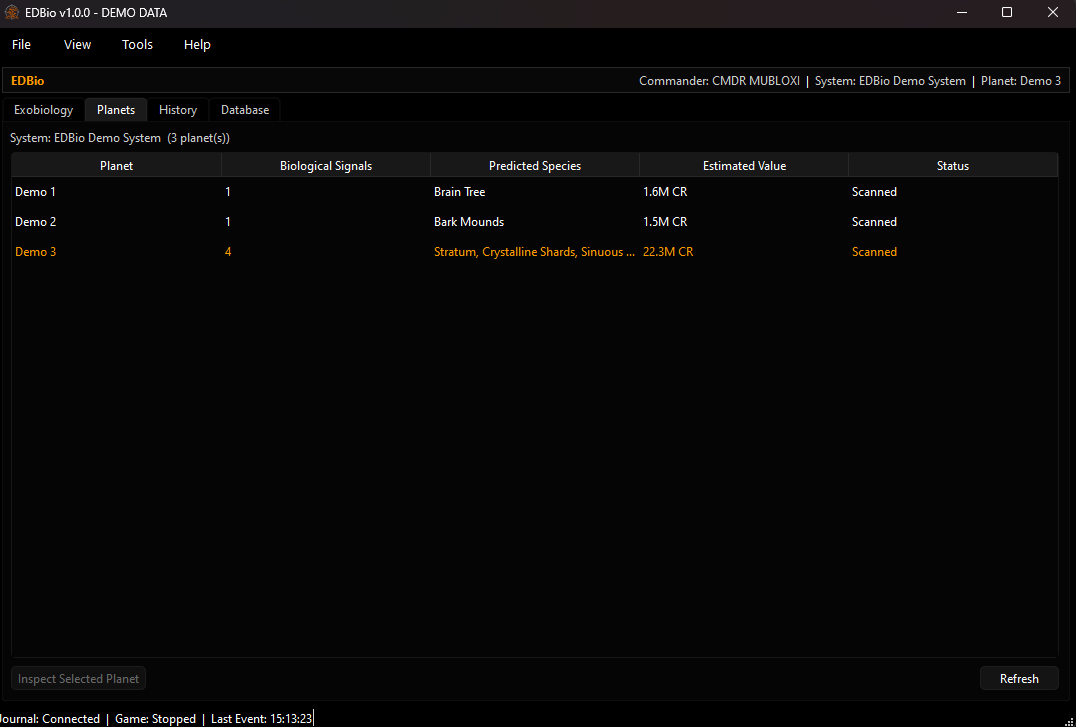 EDBio v1.0.0 - DEMO DATA
File View Tools Help
EDBio Commander: CMDR MUBLOXI | System: EDBio Demo System | Planet: Demo 3
Exobiology Planets History Database
System: EDBio Demo System (3 planet(s))
Planet Biological Signals Predicted Species Estimated Value Status
Demo 1 1 Brain Tree 1.6M CR Scanned
Demo 2 1 Bark Mounds 1.5M CR Scanned
Demo 3 4 Stratum, Crystalline Shards, Sinuous ... 22.3M CR Scanned
Inspect Selected Planet Refresh
ournal: Connected | Game: Stopped | Last Event: 15:13:23